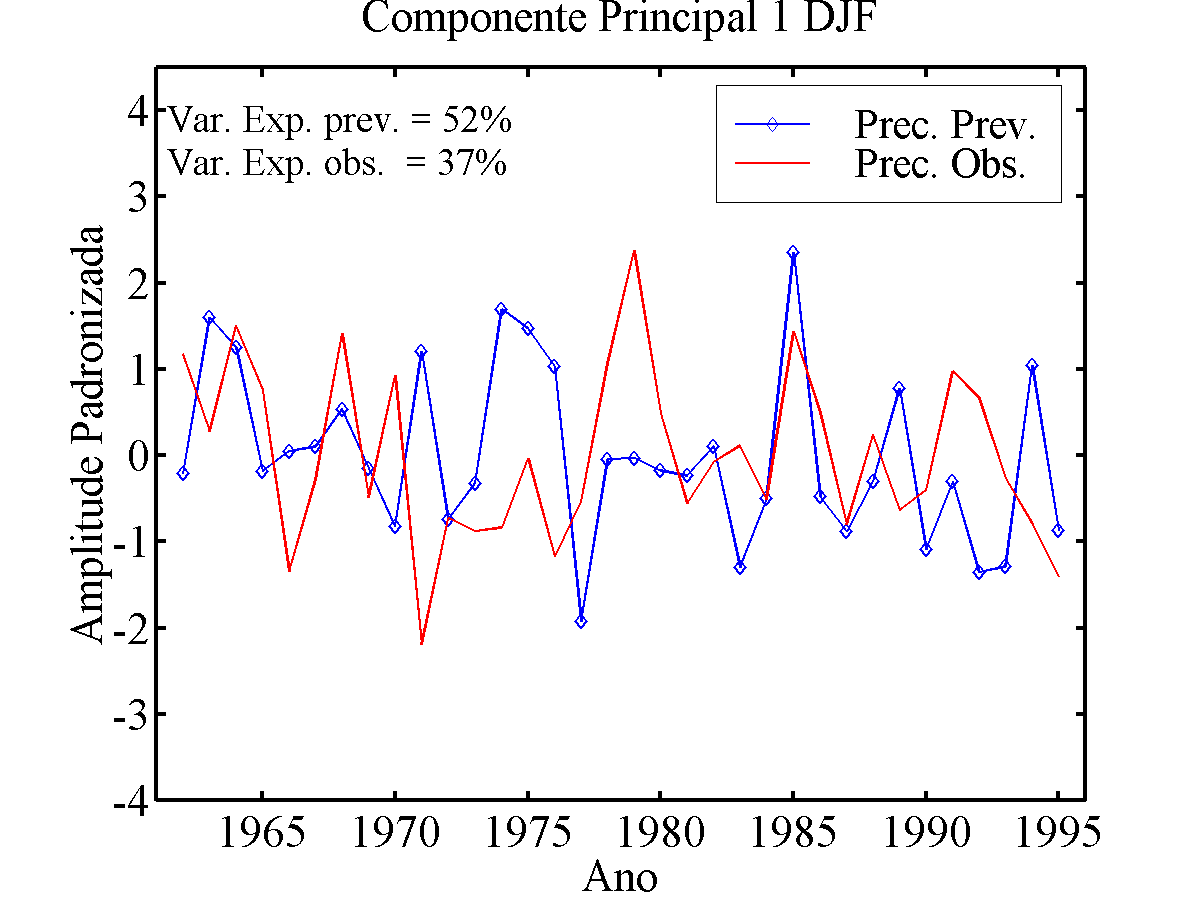 Componente Principal 1 DJF
Var. Exp. prev. = 52%
Var. Exp. obs. = 37%
Prec. Prev.
Prec. Obs.
Amplitude Padronizada
4
3
2
1
0
-1
-2
-3
-4
1965 1970 1975 1980 1985 1990 1995
Ano